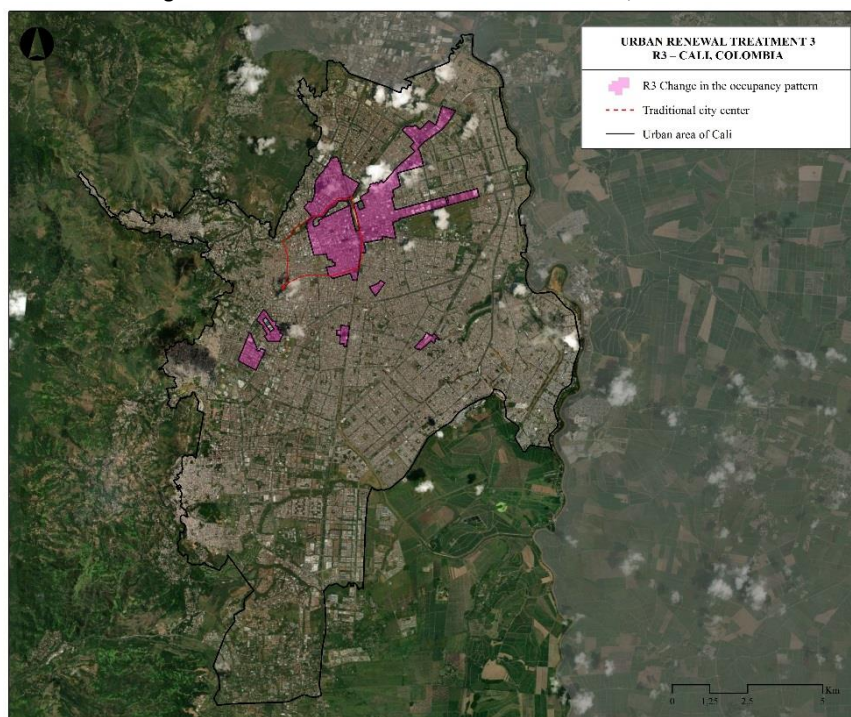 URBAN RENEWAL TREATMENT 3
R3 – CALI, COLOMBIA
R3 Change in the occupancy pattern
Traditional city center
Urban area of Cali
Km
0 1,25 2,5 5